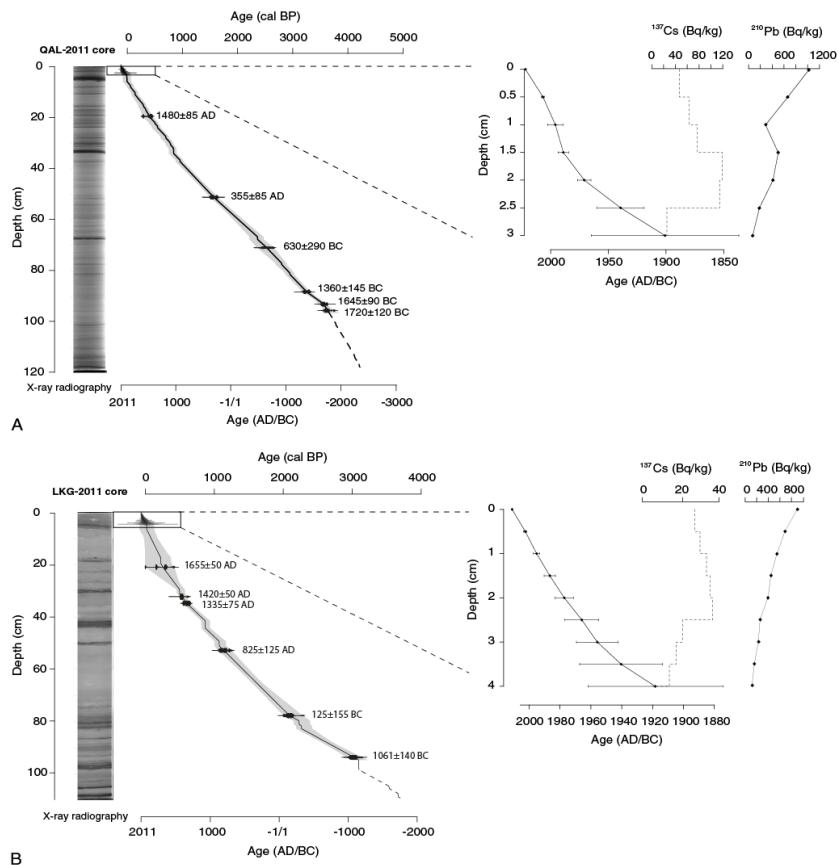 Age (cal BP)
0 1000 2000 3000 4000 5000
QAL-2011 core
0
20
40
60
80
100
120
Depth (cm)
1480±85 AD
355±85 AD
630±290 BC
1360±145 BC
1645±90 BC
1720±120 BC
X-ray radiography
2011 1000 -1/1 -1000 -2000 -3000
Age (AD/BC)
A
137Cs (Bq/kg)
0 40 80 120
210Pb (Bq/kg)
0 400 800 1200
0
0.5
1
1.5
2
2.5
3
Depth (cm)
2000 1950 1900 1850
Age (AD/BC)
Age (cal BP)
0 1000 2000 3000 4000
LKG-2011 core
0
20
40
60
80
100
Depth (cm)
1655±50 AD
1420±50 AD
1335±75 AD
825±125 AD
125±155 BC
1061±140 BC
X-ray radiography
2011 1000 -1/1 -1000 -2000
Age (AD/BC)
B
137Cs (Bq/kg)
0 20 40
210Pb (Bq/kg)
0 400 800
0
1
2
3
4
Depth (cm)
2000 1980 1960 1940 1920 1900 1880
Age (AD/BC)